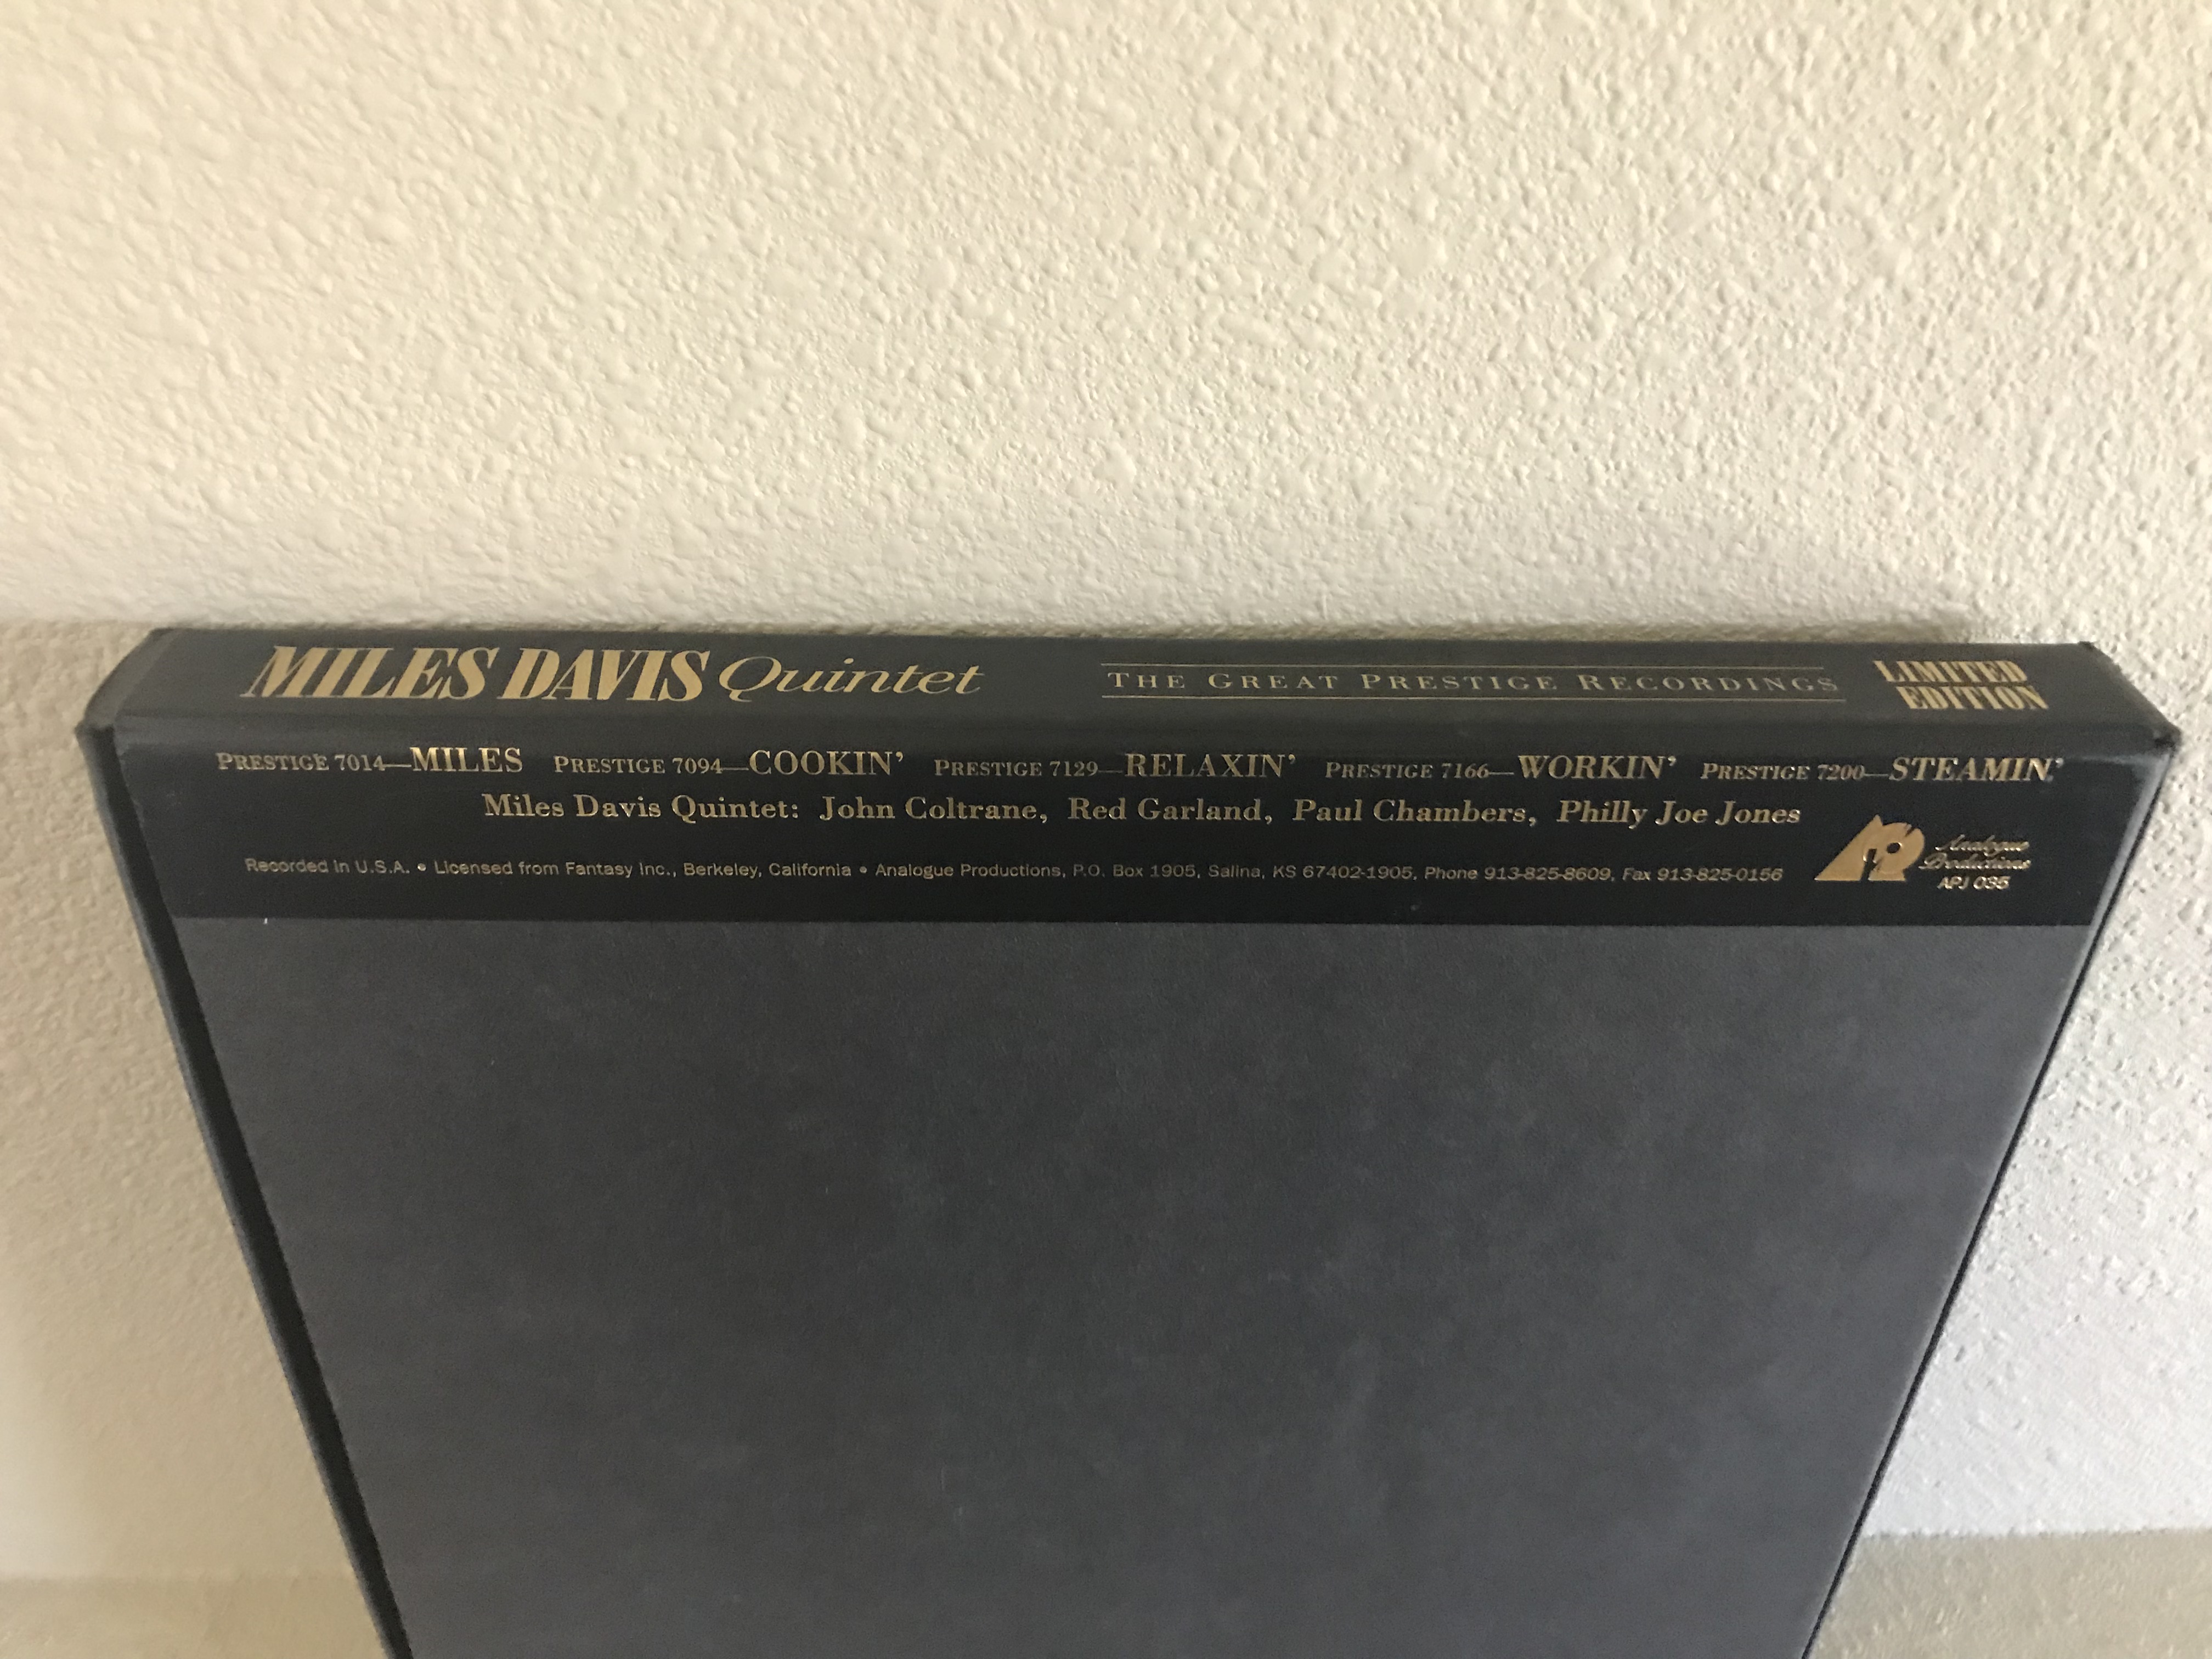 MILES DAVIS Quintet THE GREAT PRESTIGE RECORDINGS LIMITED EDITION
PRESTIGE 7014—MILES PRESTIGE 7094—COOKIN’ PRESTIGE 7129—RELAXIN’ PRESTIGE 7166—WORKIN’ PRESTIGE 7200—STEAMIN’
Miles Davis Quintet: John Coltrane, Red Garland, Paul Chambers, Philly Joe Jones
Recorded in U.S.A. • Licensed from Fantasy Inc., Berkeley, California • Analogue Productions, P.O. Box 1905, Salina, KS 67402-1905, Phone 913-825-8609, Fax 913-825-0156
Analogue
Productions
APJ 035